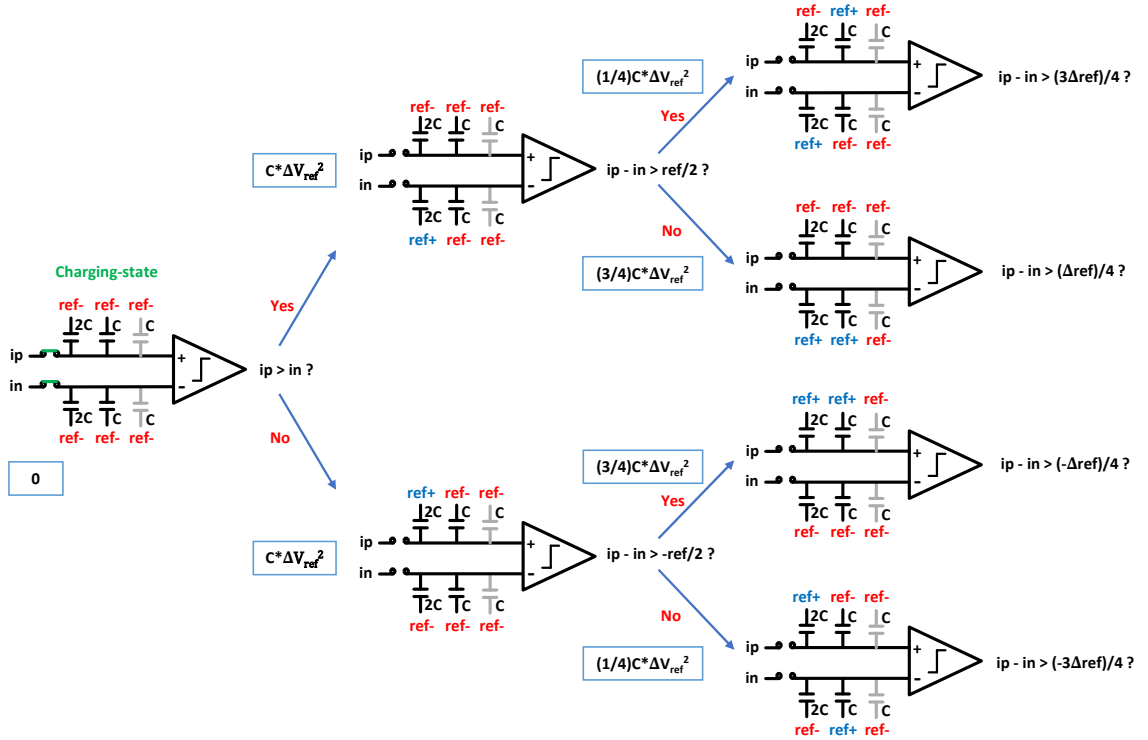 Charging-state
ref- ref- ref-
2C C C
ip
in
+
-
2C C C
ref- ref- ref-
ip > in ?
0
Yes
No
C*ΔVref²
ref- ref- ref-
2C C C
ip
in
+
-
2C C C
ref+ ref- ref-
ip - in > ref/2 ?
C*ΔVref²
ref+ ref- ref-
2C C C
ip
in
+
-
2C C C
ref- ref- ref-
ip - in > -ref/2 ?
(1/4)C*ΔVref²
Yes
No
(3/4)C*ΔVref²
(3/4)C*ΔVref²
Yes
No
(1/4)C*ΔVref²
ref- ref+ ref-
2C C C
ip
in
+
-
2C C C
ref+ ref- ref-
ip - in > (3Δref)/4 ?
ref- ref- ref-
2C C C
ip
in
+
-
2C C C
ref+ ref+ ref-
ip - in > (Δref)/4 ?
ref+ ref+ ref-
2C C C
ip
in
+
-
2C C C
ref- ref- ref-
ip - in > (-Δref)/4 ?
ref+ ref- ref-
2C C C
ip
in
+
-
2C C C
ref- ref+ ref-
ip - in > (-3Δref)/4 ?